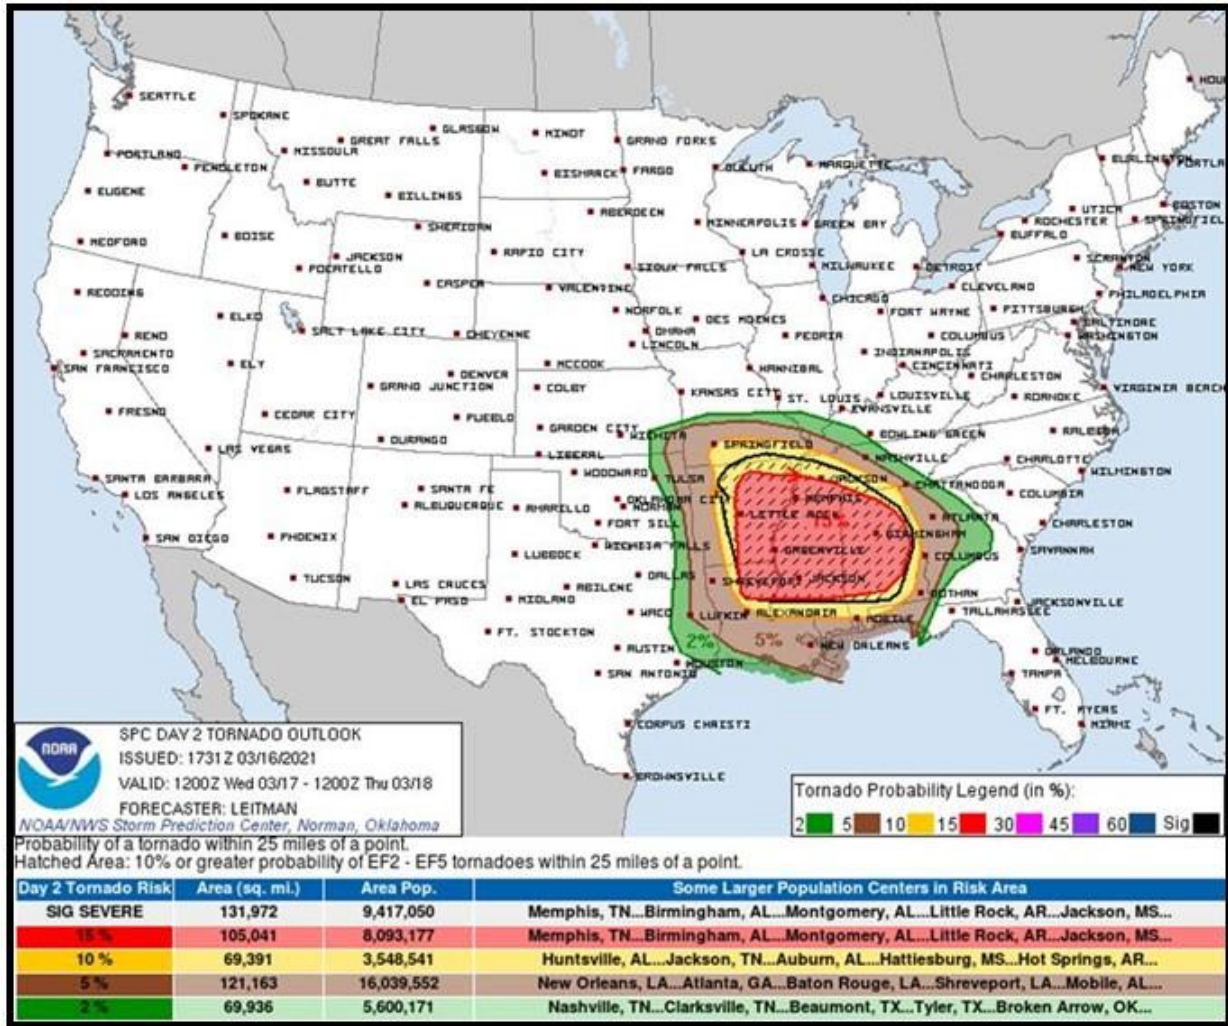 HOU
SEATTLE
SPOKANE
GLASGOW
MINOT
GRAND FORKS
GREAT FALLS
MISSOULA
PORTLAND
PENDLETON
BUTTE
BILLINGS
BISMARCK
FARGO
DULUTH
MARQUETTE
BURLINGTON
PORTLA
EUGENE
ABERDEEN
MINNEAPOLIS
GREEN BAY
UTICA
BOSTON
ROCHESTER
SPRINGFIEL
MEDFORD
BOISE
SHERIDAN
BUFFALO
JACKSON
RAPID CITY
LA CROSSE
POCATELLO
SIOUX FALLS
MILWAUKEE
DETROIT
SCRANTON
NEW YORK
REDDING
CASPER
VALENTINE
CHICAGO
CLEVELAND
PHILADELPHIA
ELKO
NORFOLK
FORT WAYNE
PITTSBURGH
RENO
SALT LAKE CITY
CHEYENNE
OMAHA
DES MOINES
PEORIA
COLUMBUS
BALTIMORE
WASHINGTON
LINCOLN
SACRAMENTO
INDIANAPOLIS
SAN FRANCISCO
ELY
DENVER
MCCOOK
HANNIBAL
CINCINNATI
CHARLESTON
GRAND JUNCTION
COLBY
KANSAS CITY
ST. LOUIS
LOUISVILLE
ROANOKE
VIRGINIA BEACH
FRESNO
CEDAR CITY
PUEBLO
EVANSVILLE
GARDEN CITY
WICHITA
BOWLING GREEN
RALEIGH
LAS VEGAS
DURANGO
LIBERAL
SPRINGFIELD
NASHVILLE
CHARLOTTE
WILMINGTON
SANTA BARBARA
WOODWARD
TULSA
JACKSON
CHATTANOOGA
LOS ANGELES
FLAGSTAFF
SANTA FE
OKLAHOMA CITY
MEMPHIS
COLUMBIA
ALBUQUERQUE
AMARILLO
NORMAN
LITTLE ROCK
15%
ATLANTA
CHARLESTON
FORT SILL
SAN DIEGO
PHOENIX
WICHITA FALLS
BIRMINGHAM
LUBBOCK
GREENVILLE
COLUMBUS
SAVANNAH
TUCSON
LAS CRUCES
ABILENE
DALLAS
SHREVEPORT
JACKSON
DOTHAN
EL PASO
MIDLAND
WACO
LUFKIN
ALEXANDRIA
MOBILE
TALLAHASSEE
JACKSONVILLE
FT. STOCKTON
2%
5%
NEW ORLEANS
AUSTIN
HOUSTON
ORLANDO
MELBOURNE
SAN ANTONIO
TAMPA
CORPUS CHRISTI
FT. MYERS
MIAMI
BROWNSVILLE
NOAA
SPC DAY 2 TORNADO OUTLOOK
ISSUED: 1731Z 03/16/2021
VALID: 1200Z Wed 03/17 - 1200Z Thu 03/18
FORECASTER: LEITMAN
NOAA/NWS Storm Prediction Center, Norman, Oklahoma
Tornado Probability Legend (in %):
2 5 10 15 30 45 60 Sig
Probability of a tornado within 25 miles of a point.
Hatched Area: 10% or greater probability of EF2 - EF5 tornadoes within 25 miles of a point.
Day 2 Tornado Risk Area (sq. mi.) Area Pop. Some Larger Population Centers in Risk Area
SIG SEVERE 131,972 9,417,050 Memphis, TN...Birmingham, AL...Montgomery, AL...Little Rock, AR...Jackson, MS...
15 % 105,041 8,093,177 Memphis, TN...Birmingham, AL...Montgomery, AL...Little Rock, AR...Jackson, MS...
10 % 69,391 3,548,541 Huntsville, AL...Jackson, TN...Auburn, AL...Hattiesburg, MS...Hot Springs, AR...
5 % 121,163 16,039,552 New Orleans, LA...Atlanta, GA...Baton Rouge, LA...Shreveport, LA...Mobile, AL...
2 % 69,936 5,600,171 Nashville, TN...Clarksville, TN...Beaumont, TX...Tyler, TX...Broken Arrow, OK...